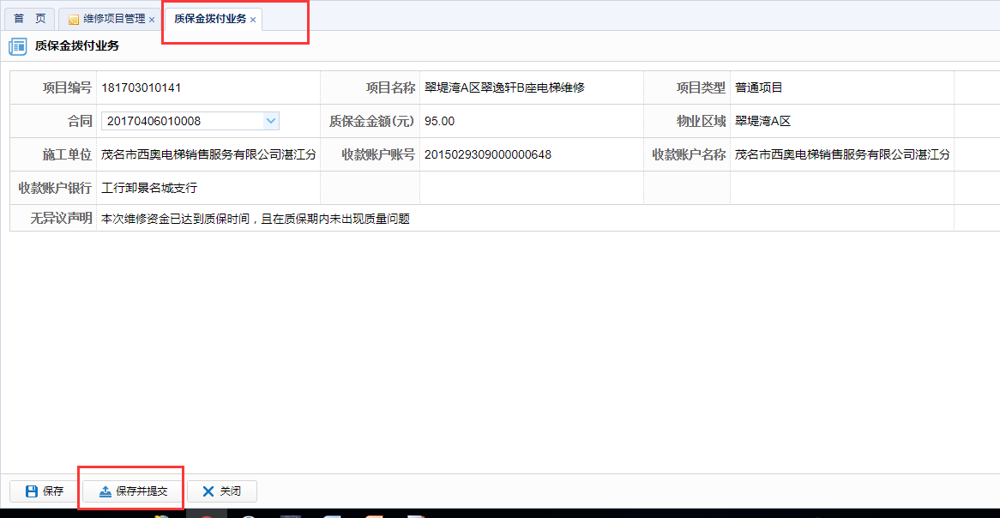 首 页 维修项目管理 × 质保金拨付业务 ×
质保金拨付业务
项目编号 181703010141 项目名称 翠堤湾A区翠逸轩B座电梯维修 项目类型 普通项目
合同 20170406010008 质保金金额(元) 95.00 物业区域 翠堤湾A区
施工单位 茂名市西奥电梯销售服务有限公司湛江分 收款账户账号 2015029309000000648 收款账户名称 茂名市西奥电梯销售服务有限公司湛江分
收款账户银行 工行卸景名城支行
无异议声明 本次维修资金已达到质保时间，且在质保期内未出现质量问题
保存 保存并提交 关闭